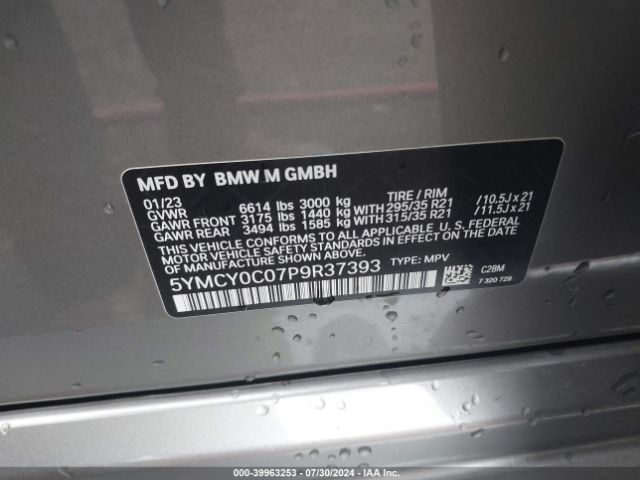 MFD BY BMW M GMBH
01/23 TIRE / RIM
GVWR 6614 lbs 3000 kg
GAWR FRONT 3175 lbs 1440 kg WITH 295/35 R21 /10.5J x 21
GAWR REAR 3494 lbs 1585 kg WITH 315/35 R21 /11.5J x 21
THIS VEHICLE CONFORMS TO ALL APPLICABLE U. S. FEDERAL
MOTOR VEHICLE SAFETY STANDARDS IN EFFECT ON THE DATE
OF MANUFACTURE SHOWN ABOVE.
5YMCY0C07P9R37393 TYPE: MPV
C28M
7 320 729
000-39963253 - 07/30/2024 - IAAI.com